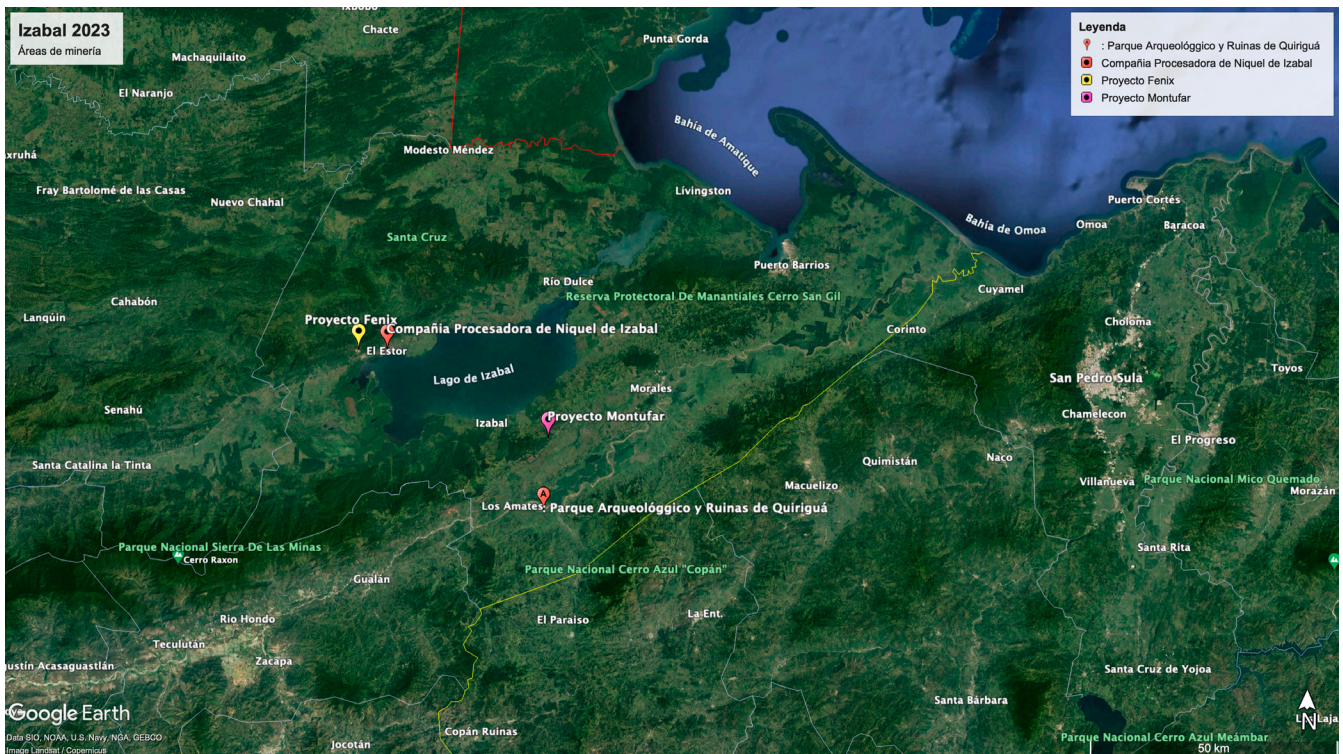 Izabal 2023
Áreas de minería
Leyenda
: Parque Arqueológgico y Ruinas de Quiriguá
Compañia Procesadora de Niquel de Izabal
Proyecto Fenix
Proyecto Montufar
Chacte
Punta Gorda
Machaquilaíto
El Naranjo
Bahía de Amatique
Modesto Méndez
Fray Bartolomé de las Casas
Nuevo Chahal
Lívingston
Puerto Cortés
Bahía de Omoa
Omoa
Baracoa
Santa Cruz
Puerto Barrios
Río Dulce
Reserva Protectoral De Manantiales Cerro San Gil
Cuyamel
Cahabón
Lanquín
Proyecto Fenix
Compañia Procesadora de Niquel de Izabal
Corinto
Choloma
El Estor
Lago de Izabal
Morales
San Pedro Sula
Toyos
Senahú
Izabal
Proyecto Montufar
Chamelecon
El Progreso
Santa Catalina la Tinta
Quimistán
Naco
Macuelizo
Villanueva
Parque Nacional Mico Quemado
Morazán
Los Amates
A
: Parque Arqueológgico y Ruinas de Quiriguá
Parque Nacional Sierra De Las Minas
Cerro Raxon
Santa Rita
Gualán
Parque Nacional Cerro Azul "Copán"
Río Hondo
El Paraiso
La Ent.
Teculután
Zacapa
Santa Cruz de Yojoa
Santa Bárbara
Google Earth
N
Copán Ruinas
Parque Nacional Cerro Azul Meámbar
Data SIO, NOAA, U.S. Navy, NGA, GEBCO
Image Landsat / Copernicus
Jocotán
50 km